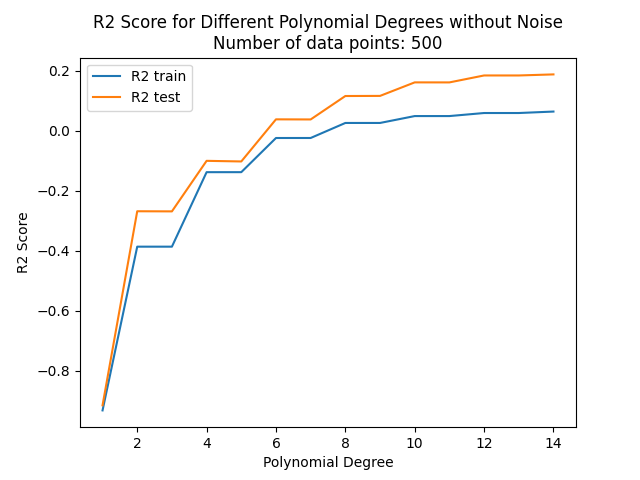 R2 Score for Different Polynomial Degrees without Noise
Number of data points: 500
R2 train
R2 test
0.2
0.0
−0.2
−0.4
−0.6
−0.8
R2 Score
2 4 6 8 10 12 14
Polynomial Degree